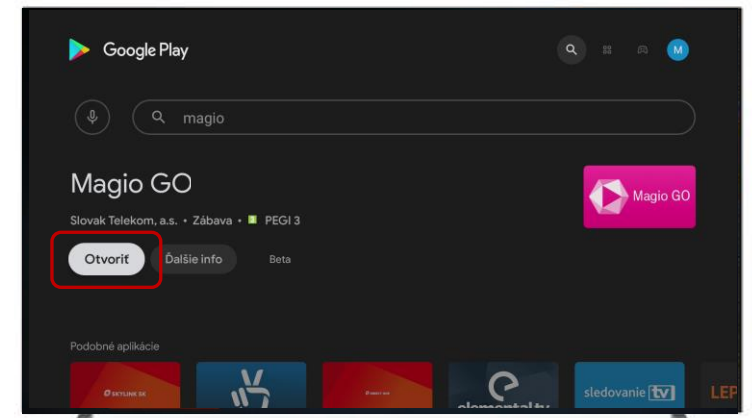 Google Play
M
magio
Magio GO
Magio GO
Slovak Telekom, a.s. • Zábava • PEGI 3
Otvoriť
Ďalšie info
Beta
Podobné aplikácie
SKYLINK SK
elementaltv
sledovanie tv
LEP